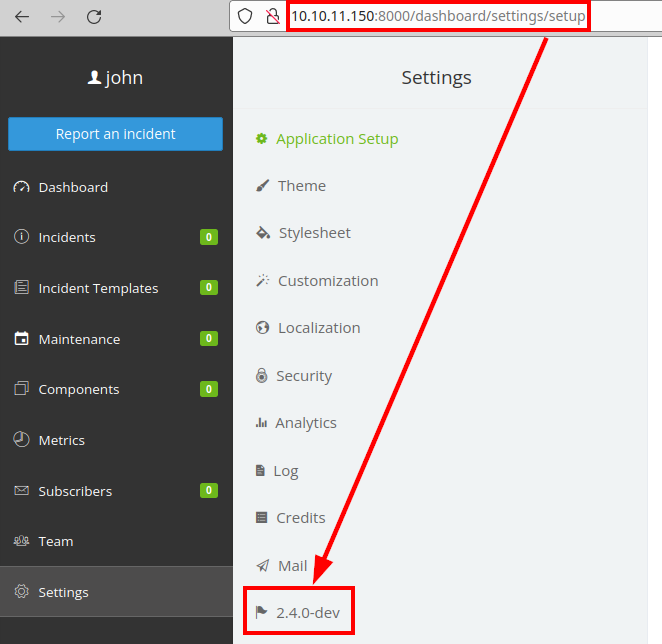 10.10.11.150:8000/dashboard/settings/setup
john
Report an incident
Dashboard
Incidents 0
Incident Templates 0
Maintenance 0
Components 0
Metrics
Subscribers 0
Team
Settings
Settings
Application Setup
Theme
Stylesheet
Customization
Localization
Security
Analytics
Log
Credits
Mail
2.4.0-dev